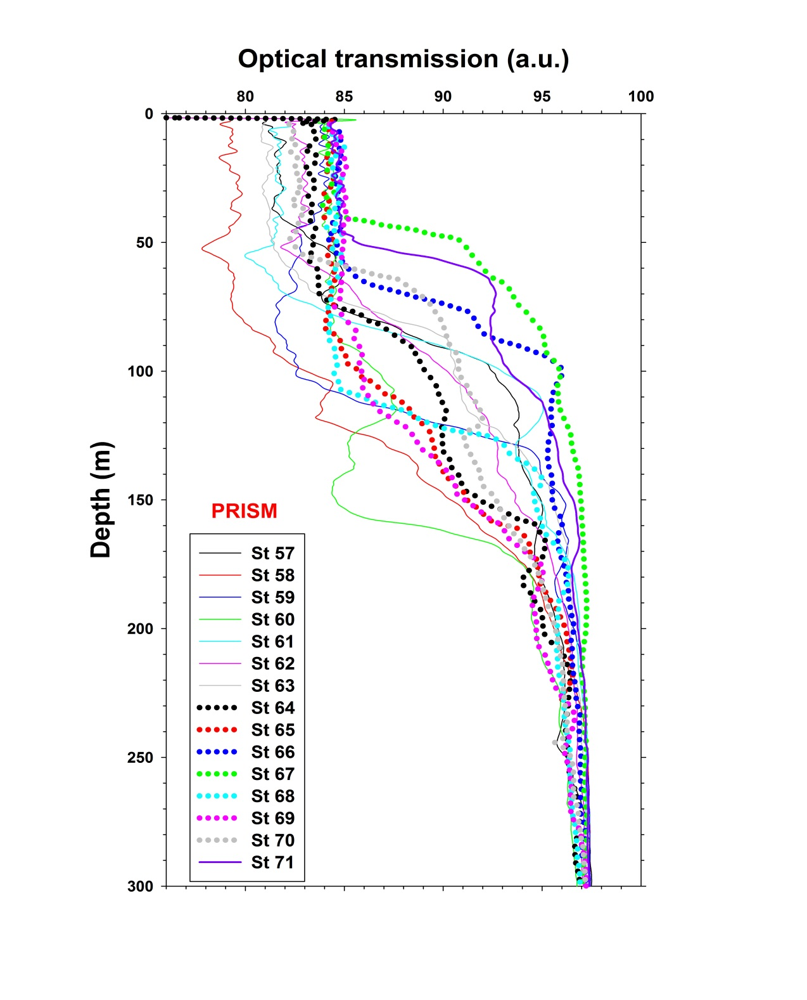 Optical transmission (a.u.)
80 85 90 95 100
0
50
100
150
200
250
300
Depth (m)
PRISM
St 57
St 58
St 59
St 60
St 61
St 62
St 63
St 64
St 65
St 66
St 67
St 68
St 69
St 70
St 71